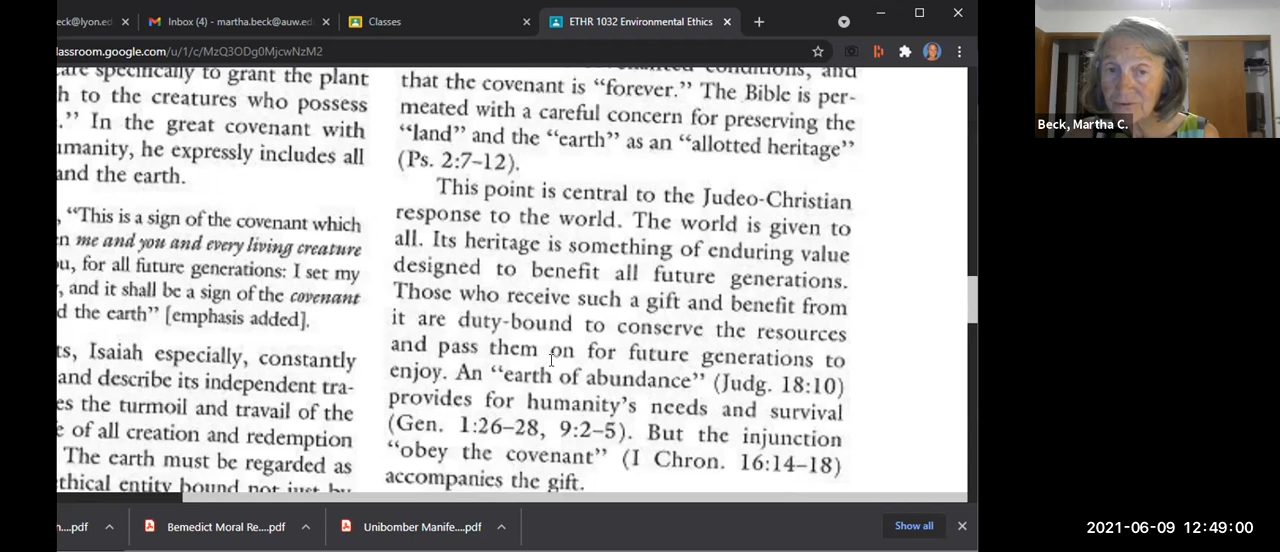 eck@lyon.ed
Inbox (4) - martha.beck@auw.edu
Classes
ETHR 1032 Environmental Ethics
lassroom.google.com/u/1/c/MzQ3ODg0MjcwNzM2
are specifically to grant the plant
h to the creatures who possess
." In the great covenant with
umanity, he expressly includes all
and the earth.
, "This is a sign of the covenant which
n me and you and every living creature
ou, for all future generations: I set my
, and it shall be a sign of the covenant
d the earth" [emphasis added].
ts, Isaiah especially, constantly
and describe its independent tra-
es the turmoil and travail of the
e of all creation and redemption
The earth must be regarded as
thical entity bound not just by
conditions, and
that the covenant is "forever." The Bible is per-
meated with a careful concern for preserving the
"land" and the "earth" as an "allotted heritage"
(Ps. 2:7–12).
This point is central to the Judeo-Christian
response to the world. The world is given to
all. Its heritage is something of enduring value
designed to benefit all future generations.
Those who receive such a gift and benefit from
it are duty-bound to conserve the resources
and pass them on for future generations to
enjoy. An "earth of abundance" (Judg. 18:10)
provides for humanity's needs and survival
(Gen. 1:26–28, 9:2–5). But the injunction
"obey the covenant" (I Chron. 16:14–18)
accompanies the gift.
n....pdf
Bemedict Moral Re....pdf
Unibomber Manife....pdf
Show all
Beck, Martha C.
2021-06-09 12:49:00